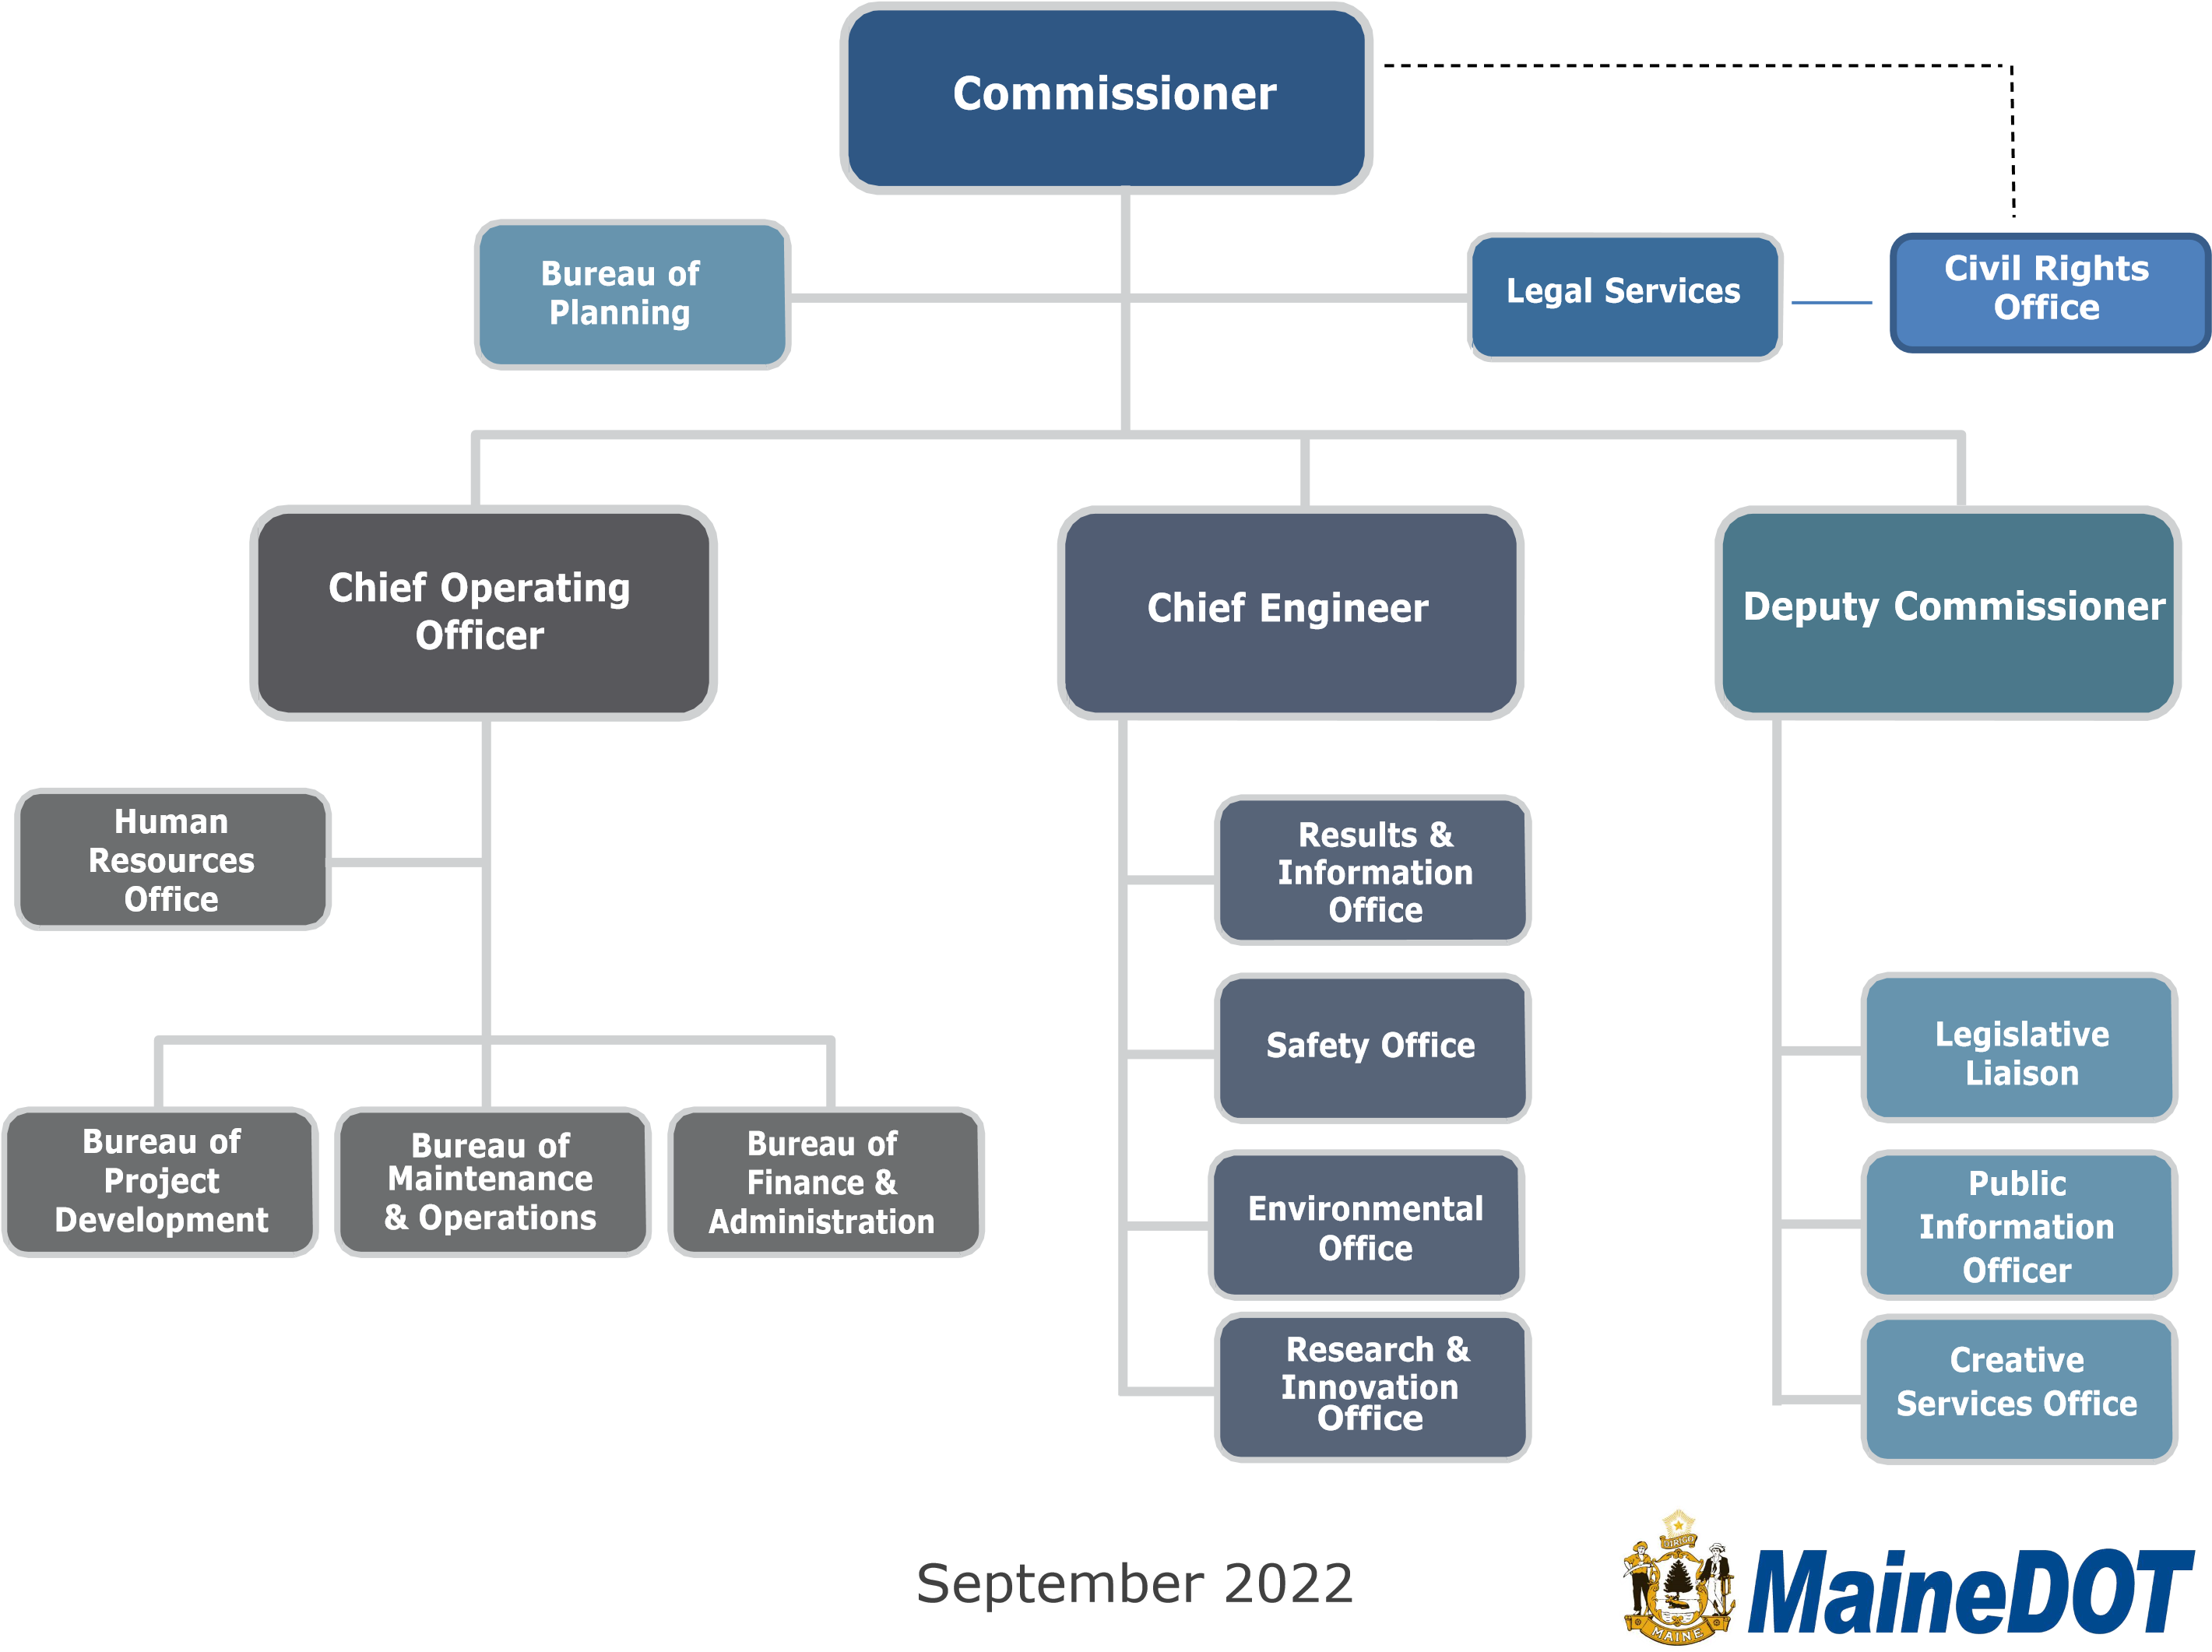 Commissioner
Bureau of
Planning
Legal Services
Civil Rights
Office
Chief Operating
Officer
Chief Engineer
Deputy Commissioner
Human
Resources
Office
Bureau of
Project
Development
Bureau of
Maintenance
& Operations
Bureau of
Finance &
Administration
Results &
Information
Office
Safety Office
Environmental
Office
Research &
Innovation
Office
Legislative
Liaison
Public
Information
Officer
Creative
Services Office
September 2022
DIRIGO
MAINE
MaineDOT